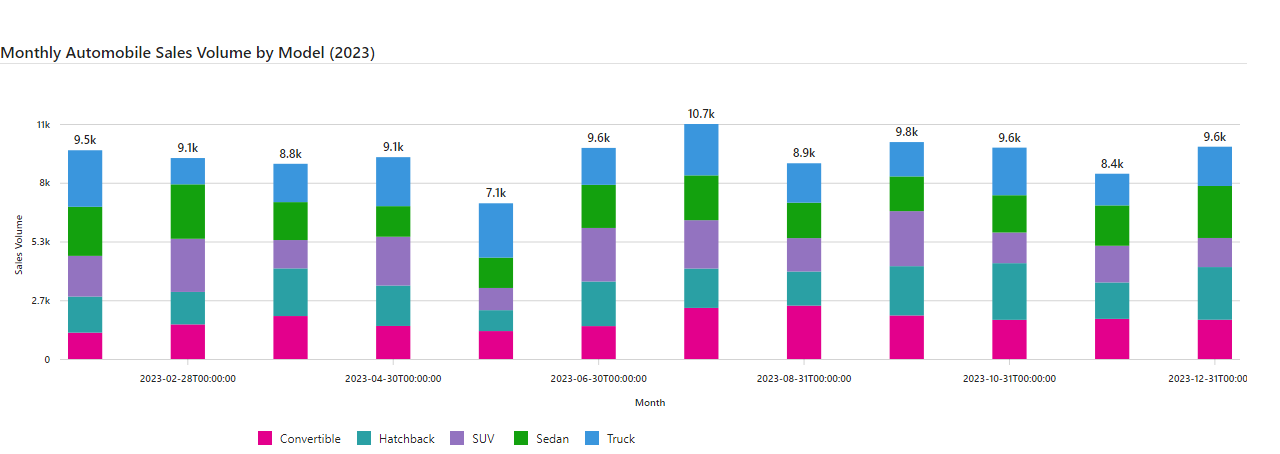 Monthly Automobile Sales Volume by Model (2023)
10.7k
11k
9.5k 9.1k 8.8k 9.1k 9.6k 8.9k 9.8k 9.6k 8.4k 9.6k
8k
7.1k
5.3k
Sales Volume
2.7k
0
2023-02-28T00:00:00 2023-04-30T00:00:00 2023-06-30T00:00:00 2023-08-31T00:00:00 2023-10-31T00:00:00 2023-12-31T00:0
Month
Convertible Hatchback SUV Sedan Truck